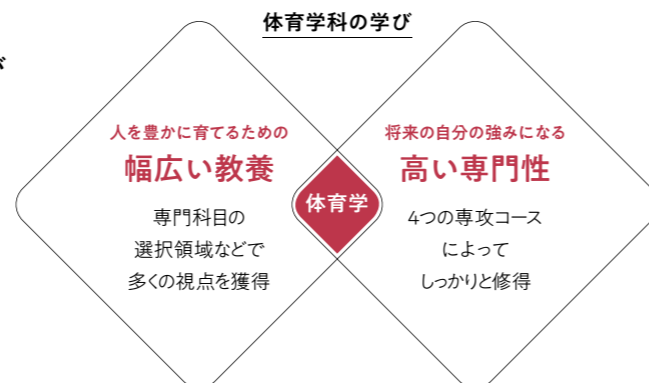 体育学科の学び
人を豊かに育てるための
幅広い教養
専門科目の
選択領域などで
多くの視点を獲得
体育学
将来の自分の強みになる
高い専門性
4つの専攻コース
によって
しっかりと修得